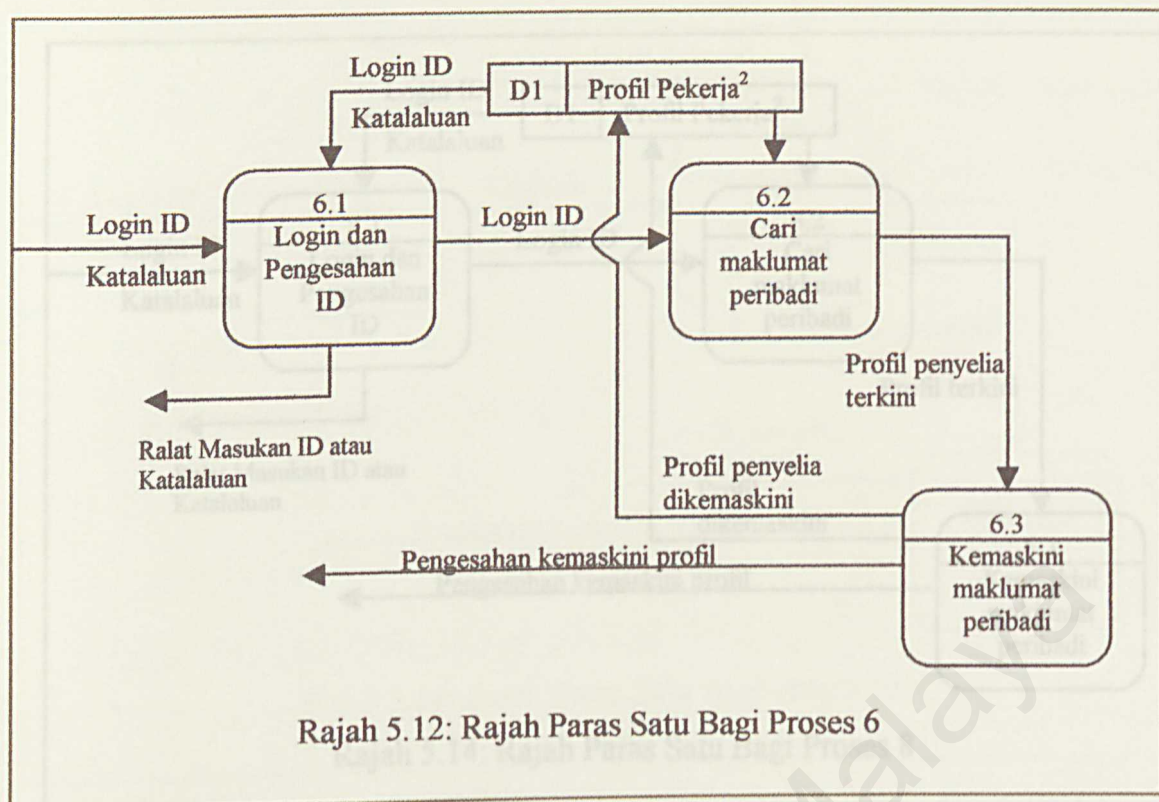 Login ID
Katalaluan
D1 Profil Pekerja²
Login ID
Katalaluan
6.1
Login dan
Pengesahan
ID
Login ID
6.2
Cari
maklumat
peribadi
Ralat Masukan ID atau
Katalaluan
Profil penyelia
terkini
Profil penyelia
dikemaskini
Pengesahan kemaskini profil
6.3
Kemaskini
maklumat
peribadi
Rajah 5.12: Rajah Paras Satu Bagi Proses 6
Malaya